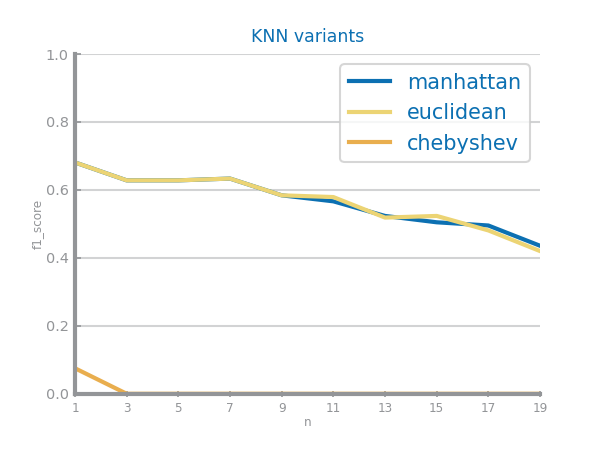 KNN variants
1.0
0.8
0.6
0.4
0.2
0.0
f1_score
manhattan
euclidean
chebyshev
1 3 5 7 9 11 13 15 17 19
n